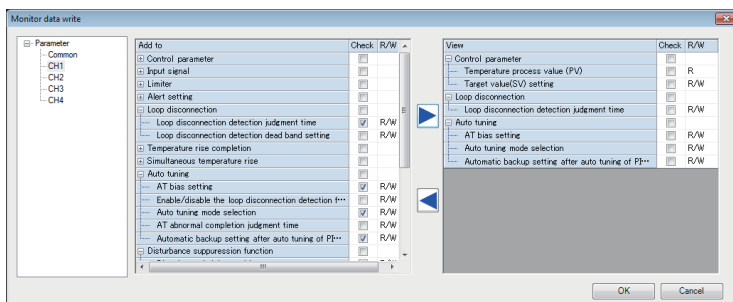 Monitor data write
Parameter
Common
CH1
CH2
CH3
CH4
Add to Check R/W
Control parameter
Input signal
Limiter
Alert setting
Loop disconnection
Loop disconnection detection judgment time R/W
Loop disconnection detection dead band setting R/W
Temperature rise completion
Simultaneous temperature rise
Auto tuning
AT bias setting R/W
Enable/disable the loop disconnection detection f··· R/W
Auto tuning mode selection R/W
AT abnormal completion judgment time R/W
Automatic backup setting after auto tuning of PI··· R/W
Disturbance suppuression function
View Check R/W
Control parameter
Temperature process value (PV) R
Target value(SV) setting R/W
Loop disconnection
Loop disconnection detection judgment time R/W
Auto tuning
AT bias setting R/W
Auto tuning mode selection R/W
Automatic backup setting after auto tuning of PI··· R/W
OK Cancel